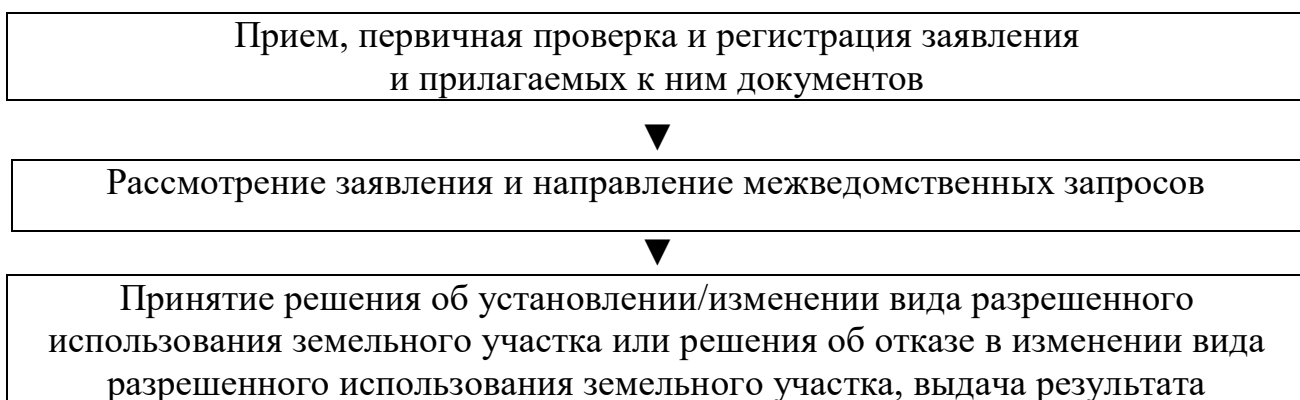 Прием, первичная проверка и регистрация заявления
и прилагаемых к ним документов
Рассмотрение заявления и направление межведомственных запросов
Принятие решения об установлении/изменении вида разрешенного
использования земельного участка или решения об отказе в изменении вида
разрешенного использования земельного участка, выдача результата